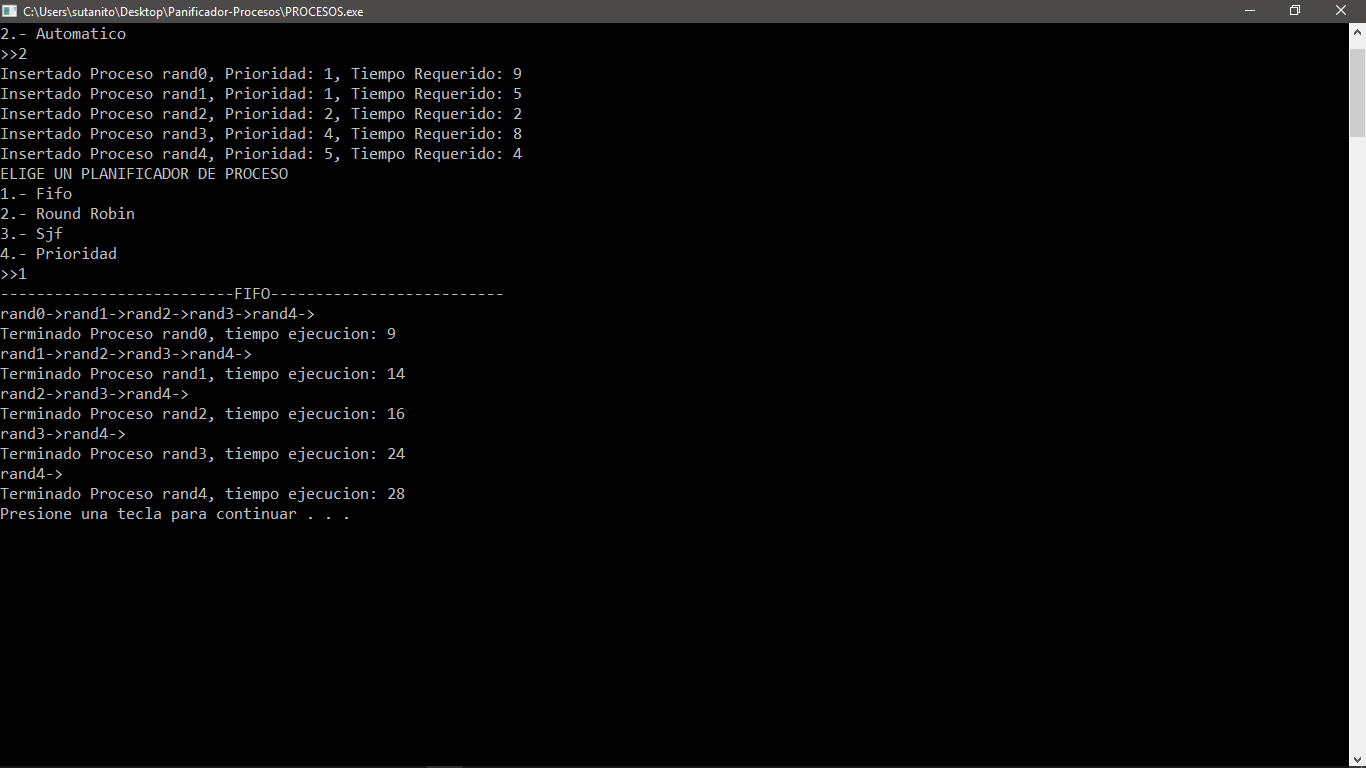 C:\Users\sutanito\Desktop\Panificador-Procesos\PROCESOS.exe
2.- Automatico
>>2
Insertado Proceso rand0, Prioridad: 1, Tiempo Requerido: 9
Insertado Proceso rand1, Prioridad: 1, Tiempo Requerido: 5
Insertado Proceso rand2, Prioridad: 2, Tiempo Requerido: 2
Insertado Proceso rand3, Prioridad: 4, Tiempo Requerido: 8
Insertado Proceso rand4, Prioridad: 5, Tiempo Requerido: 4
ELIGE UN PLANIFICADOR DE PROCESO
1.- Fifo
2.- Round Robin
3.- Sjf
4.- Prioridad
>>1
--------------------------FIFO--------------------------
rand0->rand1->rand2->rand3->rand4->
Terminado Proceso rand0, tiempo ejecucion: 9
rand1->rand2->rand3->rand4->
Terminado Proceso rand1, tiempo ejecucion: 14
rand2->rand3->rand4->
Terminado Proceso rand2, tiempo ejecucion: 16
rand3->rand4->
Terminado Proceso rand3, tiempo ejecucion: 24
rand4->
Terminado Proceso rand4, tiempo ejecucion: 28
Presione una tecla para continuar . . .